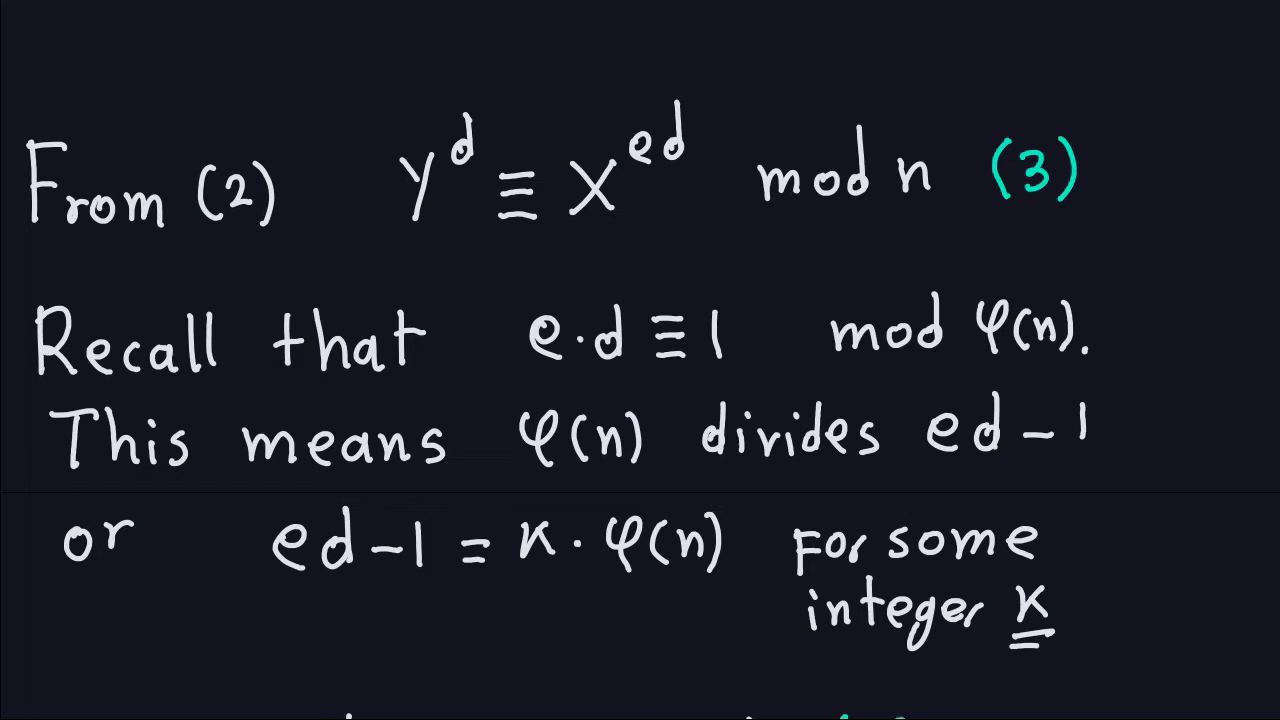 From (2) y^d ≡ x^ed mod n (3)
Recall that e·d ≡ 1 mod φ(n).
This means φ(n) divides ed - 1
or ed - 1 = k · φ(n) for some
integer k